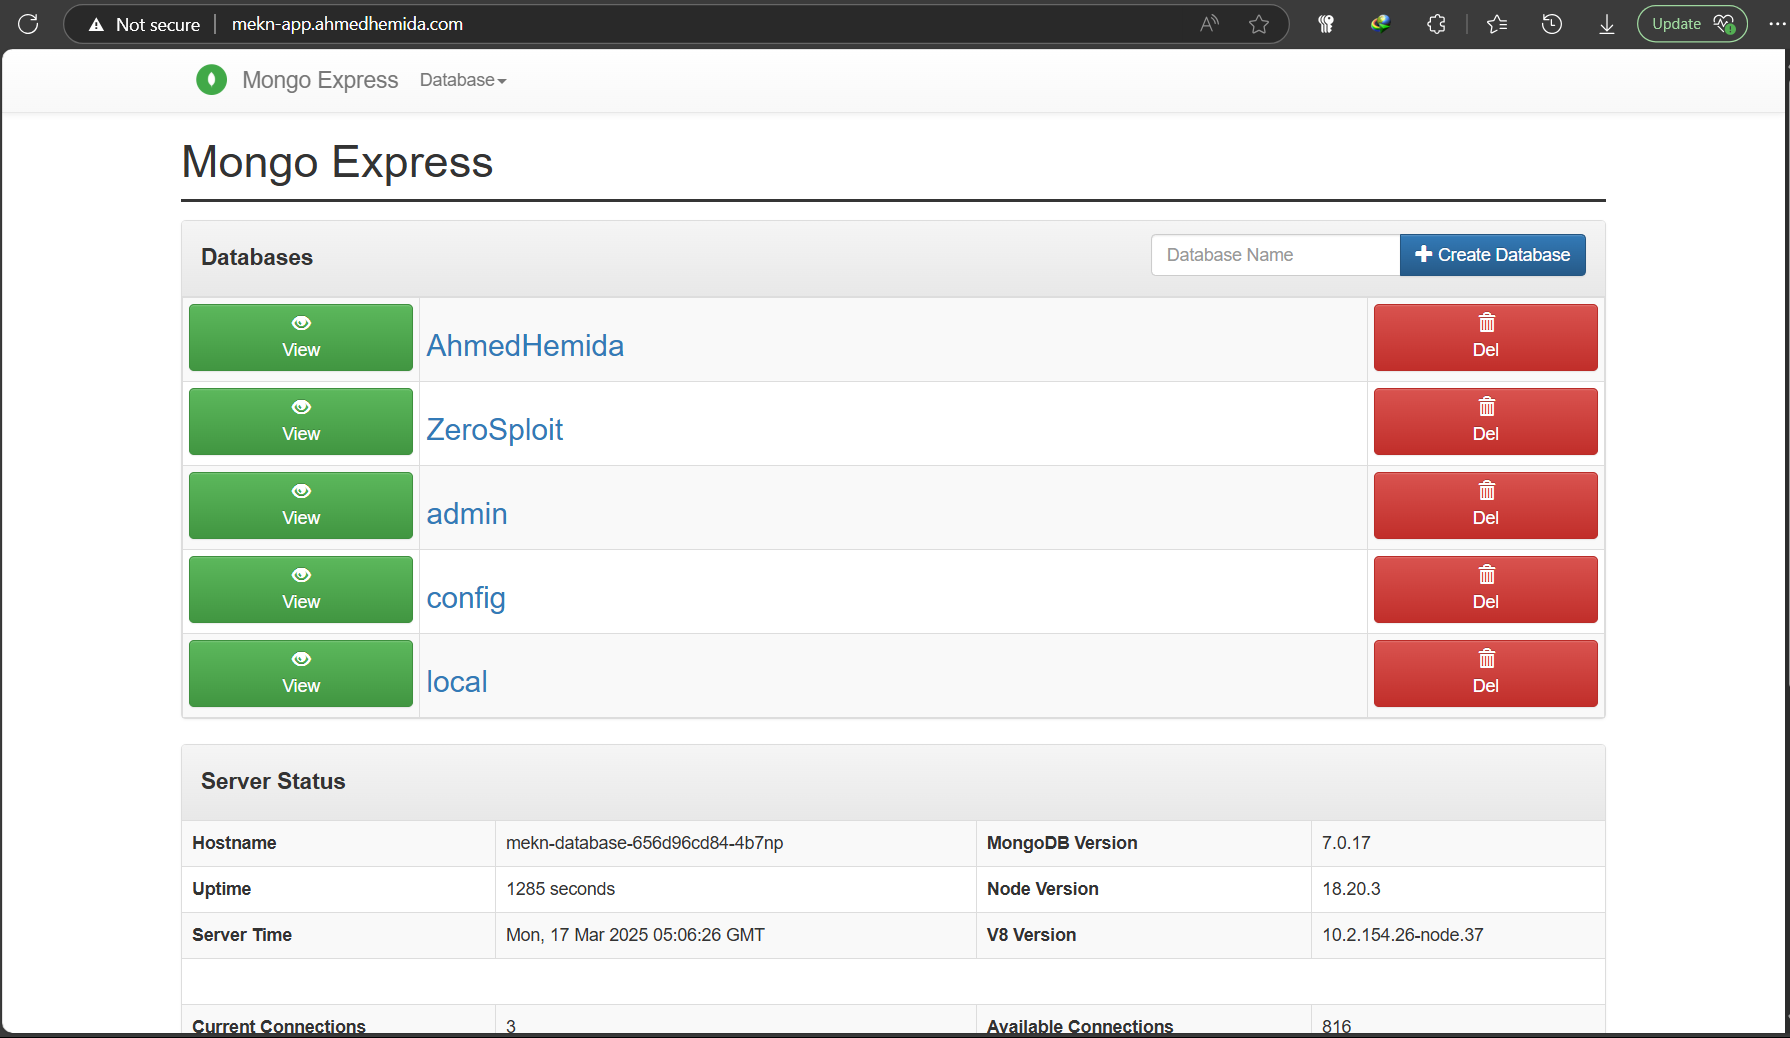 Not secure mekn-app.ahmedhemida.com Update
Mongo Express Database
Mongo Express
Databases Database Name Create Database
View AhmedHemida Del
View ZeroSploit Del
View admin Del
View config Del
View local Del
Server Status
Hostname mekn-database-656d96cd84-4b7np MongoDB Version 7.0.17
Uptime 1285 seconds Node Version 18.20.3
Server Time Mon, 17 Mar 2025 05:06:26 GMT V8 Version 10.2.154.26-node.37
Current Connections 3 Available Connections 816